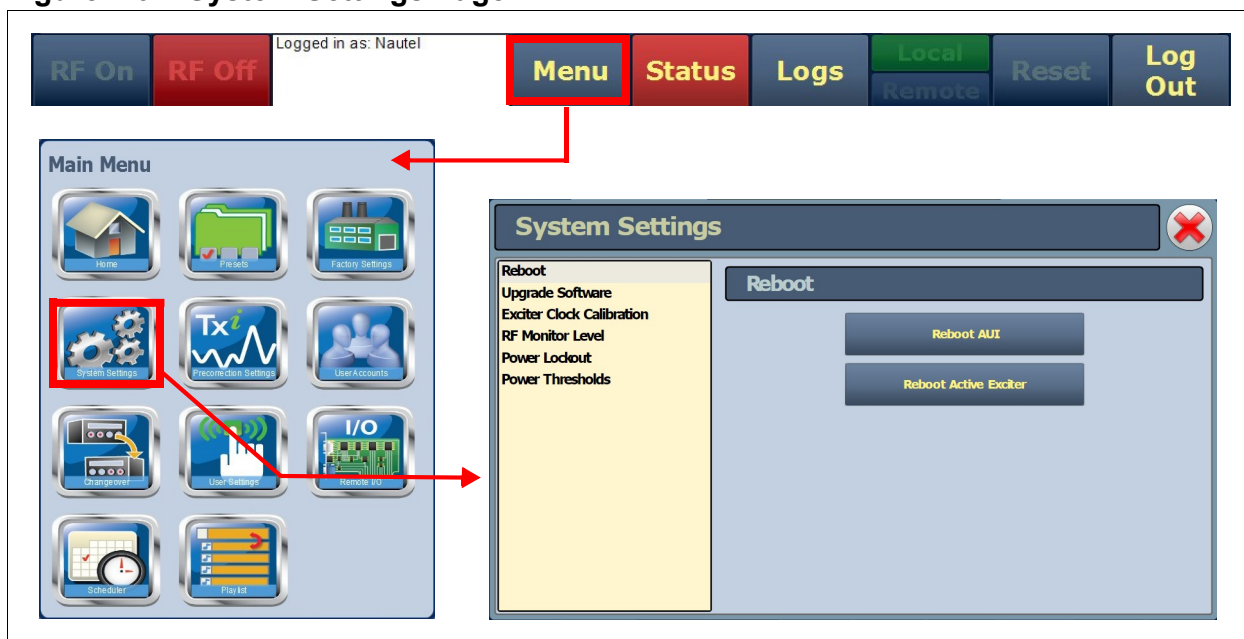 Logged in as: Nautel
RF On
RF Off
Menu
Status
Logs
Local
Remote
Reset
Log
Out
Main Menu
Home
Presets
Factory Settings
System Settings
Txi
Precorrection Settings
User Accounts
Changeover
User Settings
I/O
Remote I/O
Scheduler
Playlist
System Settings
Reboot
Upgrade Software
Exciter Clock Calibration
RF Monitor Level
Power Lockout
Power Thresholds
Reboot
Reboot AUI
Reboot Active Exciter